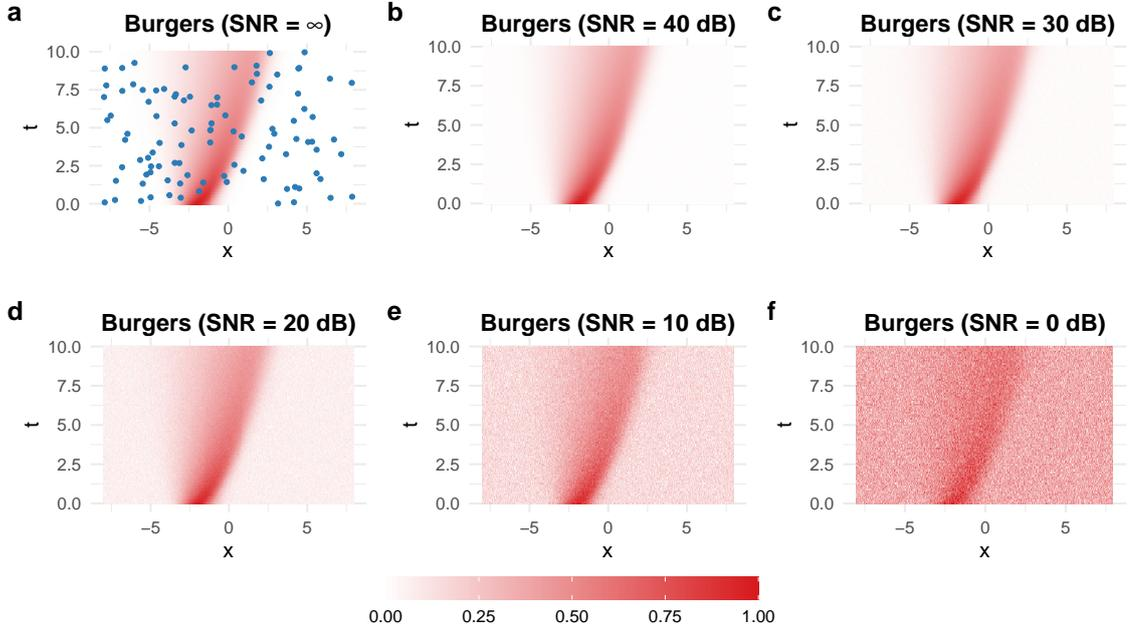 a
Burgers (SNR = ∞)
10.0
7.5
5.0
2.5
0.0
t
−5 0 5
x
b
Burgers (SNR = 40 dB)
10.0
7.5
5.0
2.5
0.0
t
−5 0 5
x
c
Burgers (SNR = 30 dB)
10.0
7.5
5.0
2.5
0.0
t
−5 0 5
x
d
Burgers (SNR = 20 dB)
10.0
7.5
5.0
2.5
0.0
t
−5 0 5
x
e
Burgers (SNR = 10 dB)
10.0
7.5
5.0
2.5
0.0
t
−5 0 5
x
f
Burgers (SNR = 0 dB)
10.0
7.5
5.0
2.5
0.0
t
−5 0 5
x
0.00 0.25 0.50 0.75 1.00